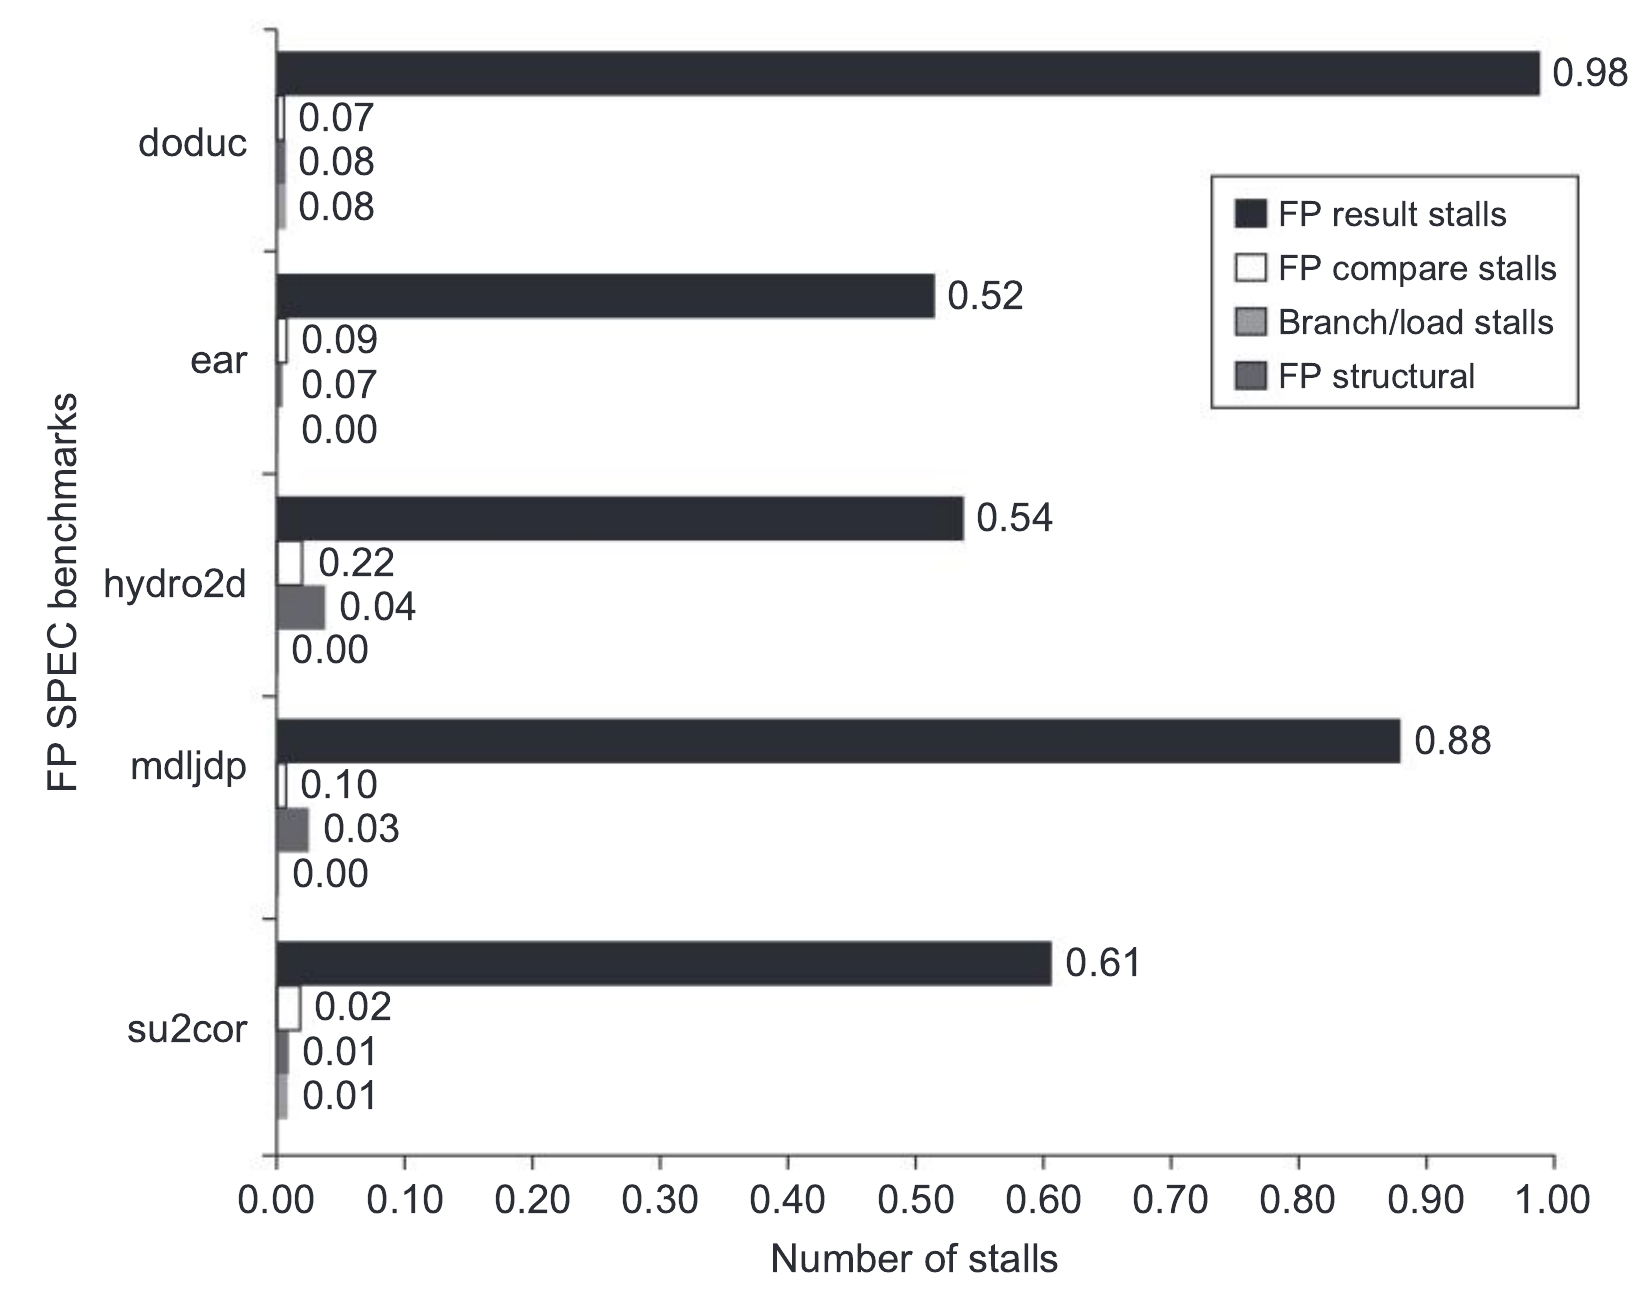 0.98
0.07
doduc
0.08
0.08
FP result stalls
FP compare stalls
Branch/load stalls
FP structural
0.52
0.09
ear
0.07
0.00
0.54
0.22
hydro2d
0.04
0.00
0.88
mdljdp
0.10
0.03
0.00
0.61
0.02
su2cor
0.01
0.01
FP SPEC benchmarks
0.00 0.10 0.20 0.30 0.40 0.50 0.60 0.70 0.80 0.90 1.00
Number of stalls